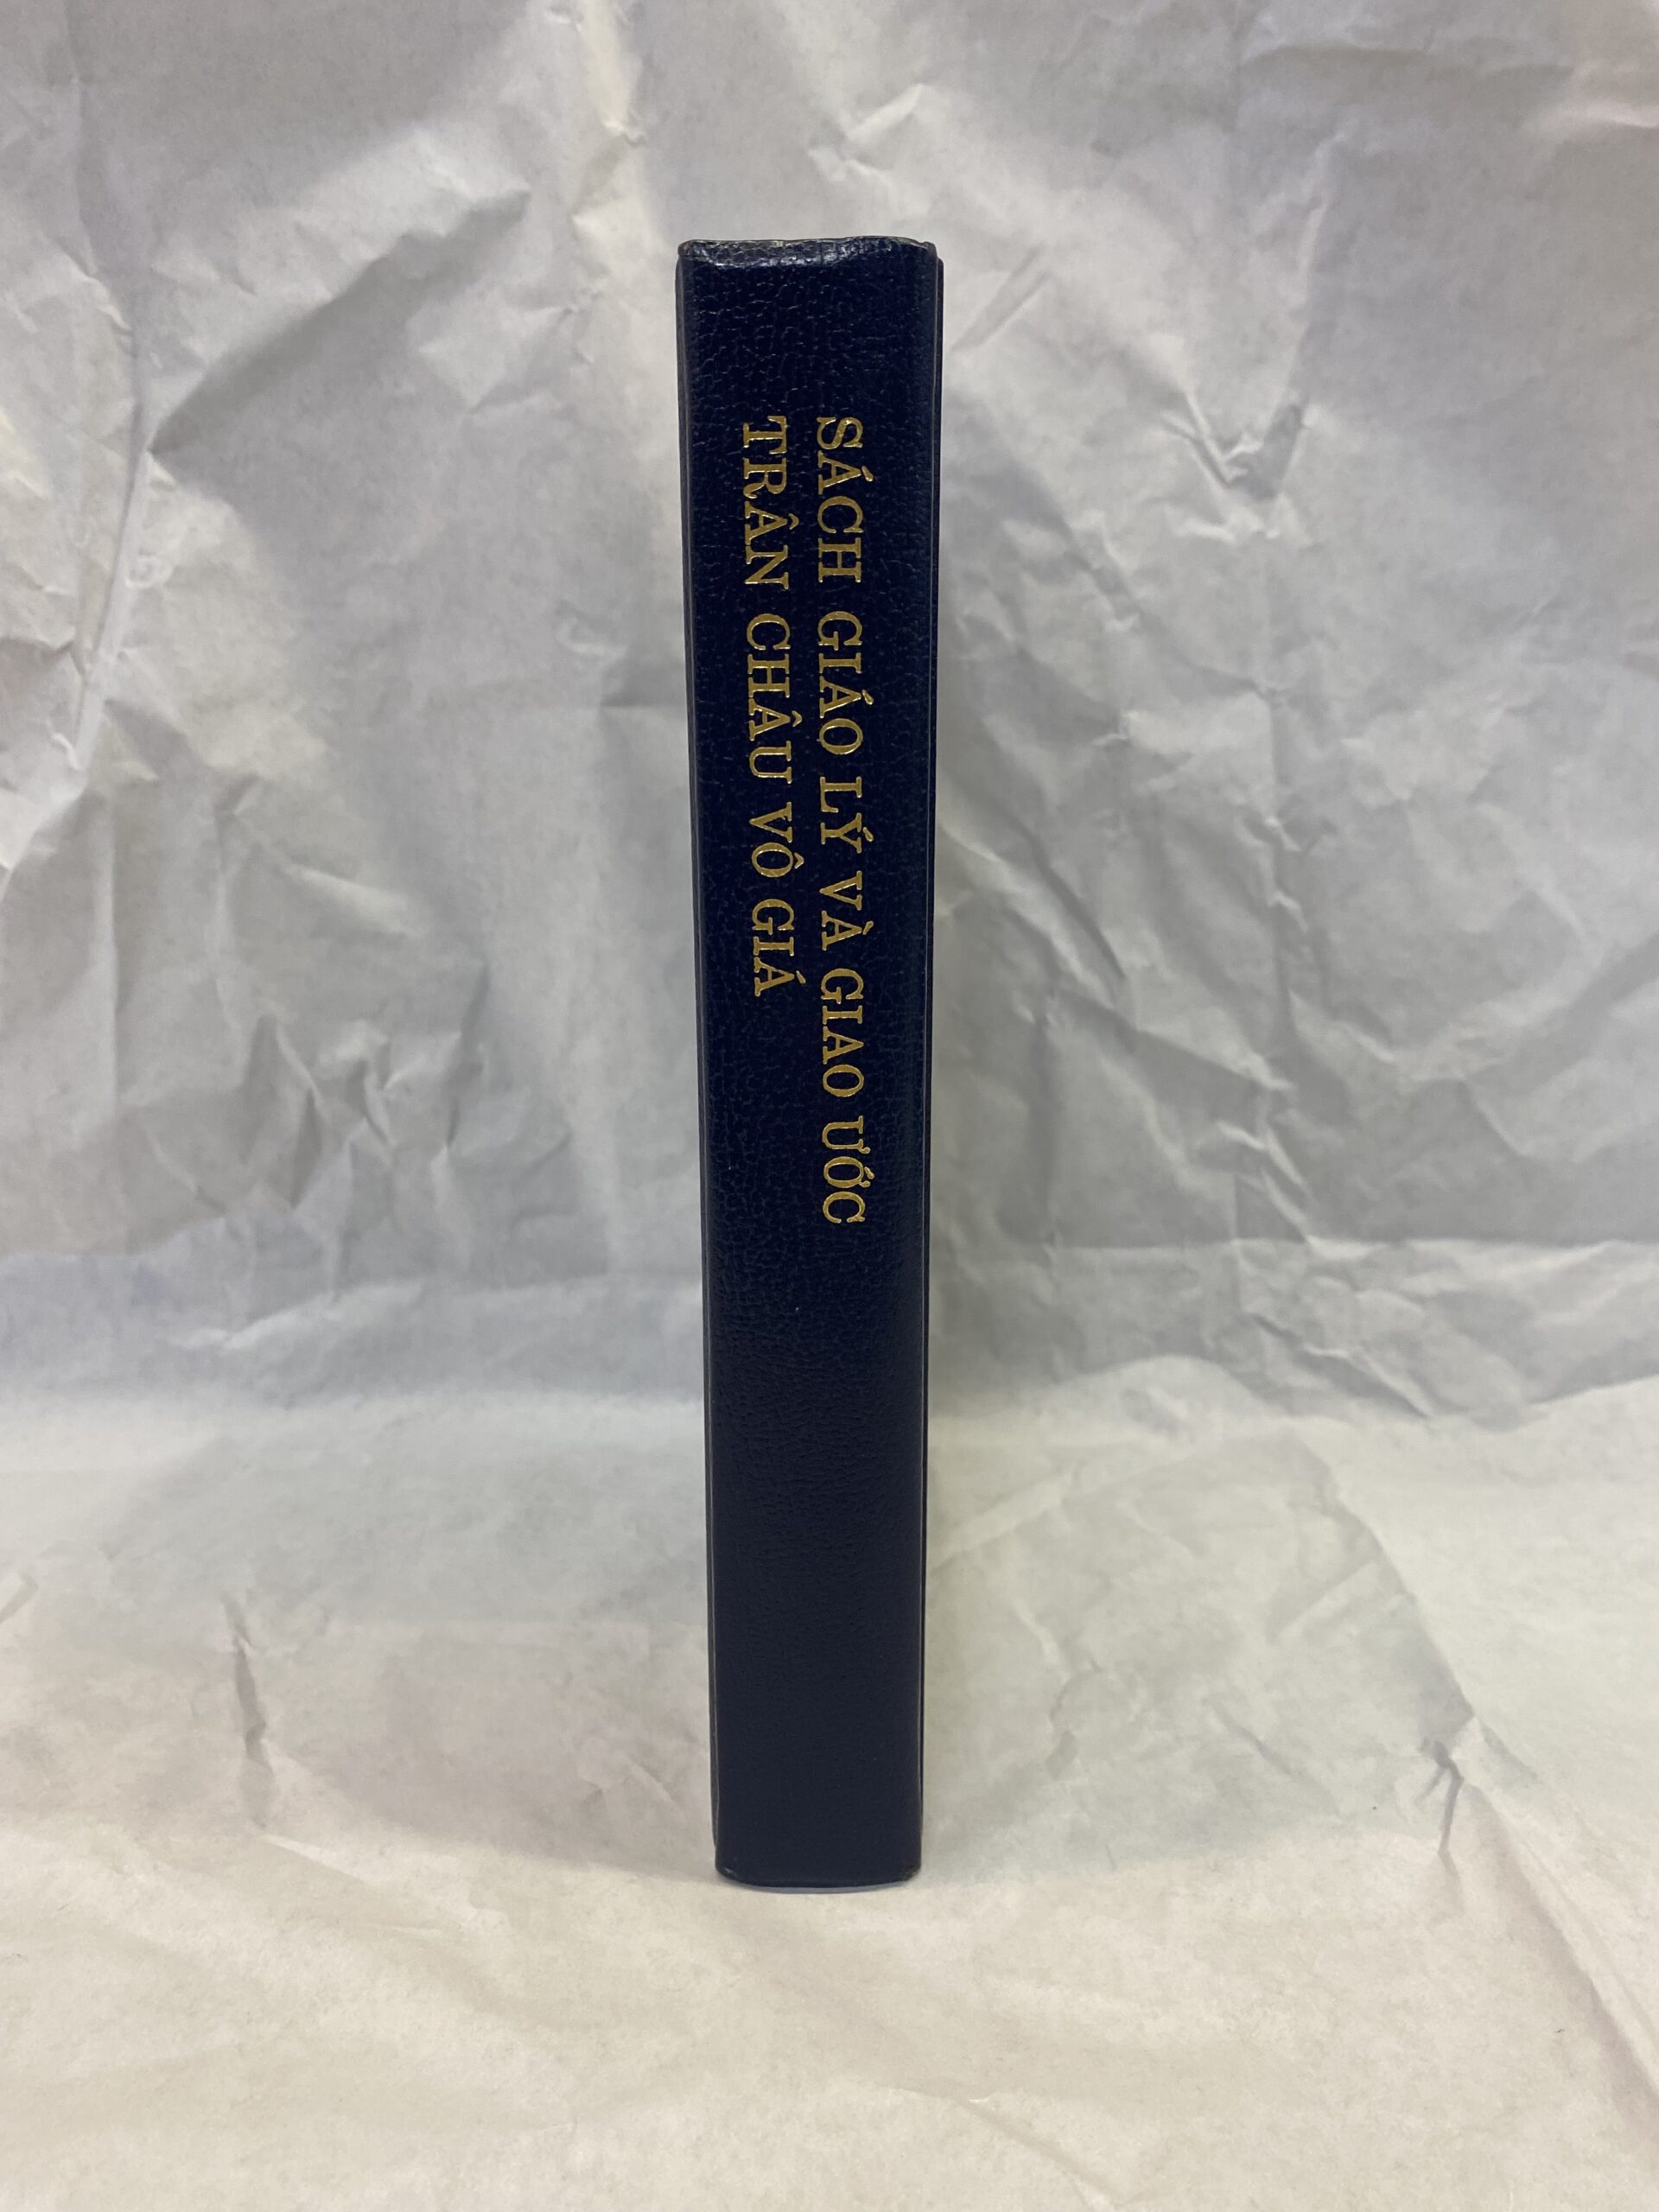 SÁCH GIÁO LÝ VÀ GIAO ƯỚC
TRÂN CHÂU VÔ GIÁ